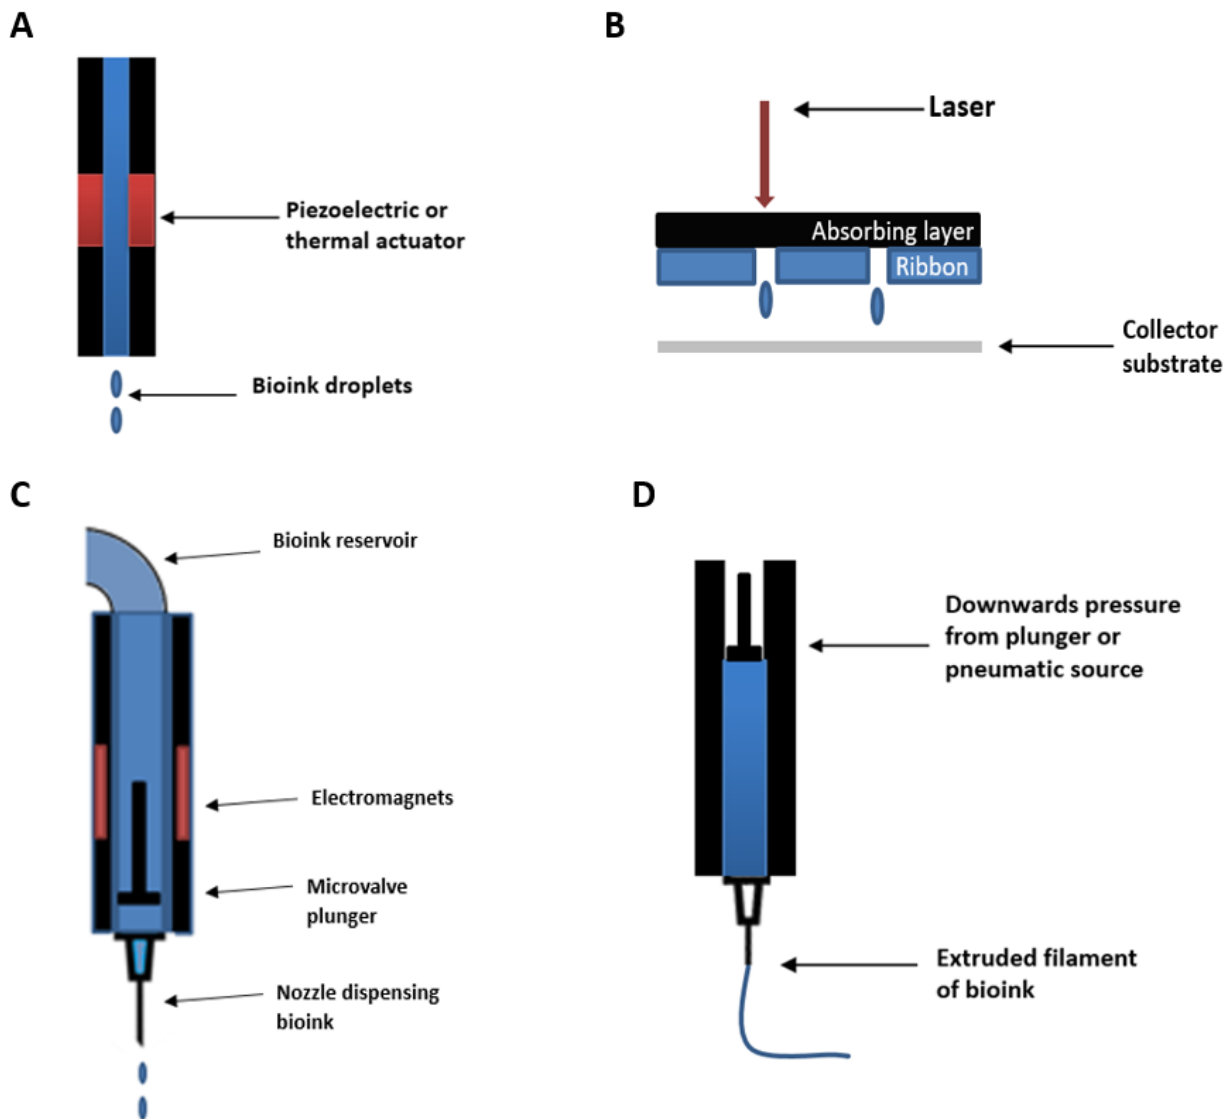 A
B
Laser
Absorbing layer
Piezoelectric or
thermal actuator
Ribbon
Collector
substrate
Bioink droplets
C
D
Bioink reservoir
Downwards pressure
from plunger or
pneumatic source
Electromagnets
Microvalve
plunger
Extruded filament
of bioink
Nozzle dispensing
bioink